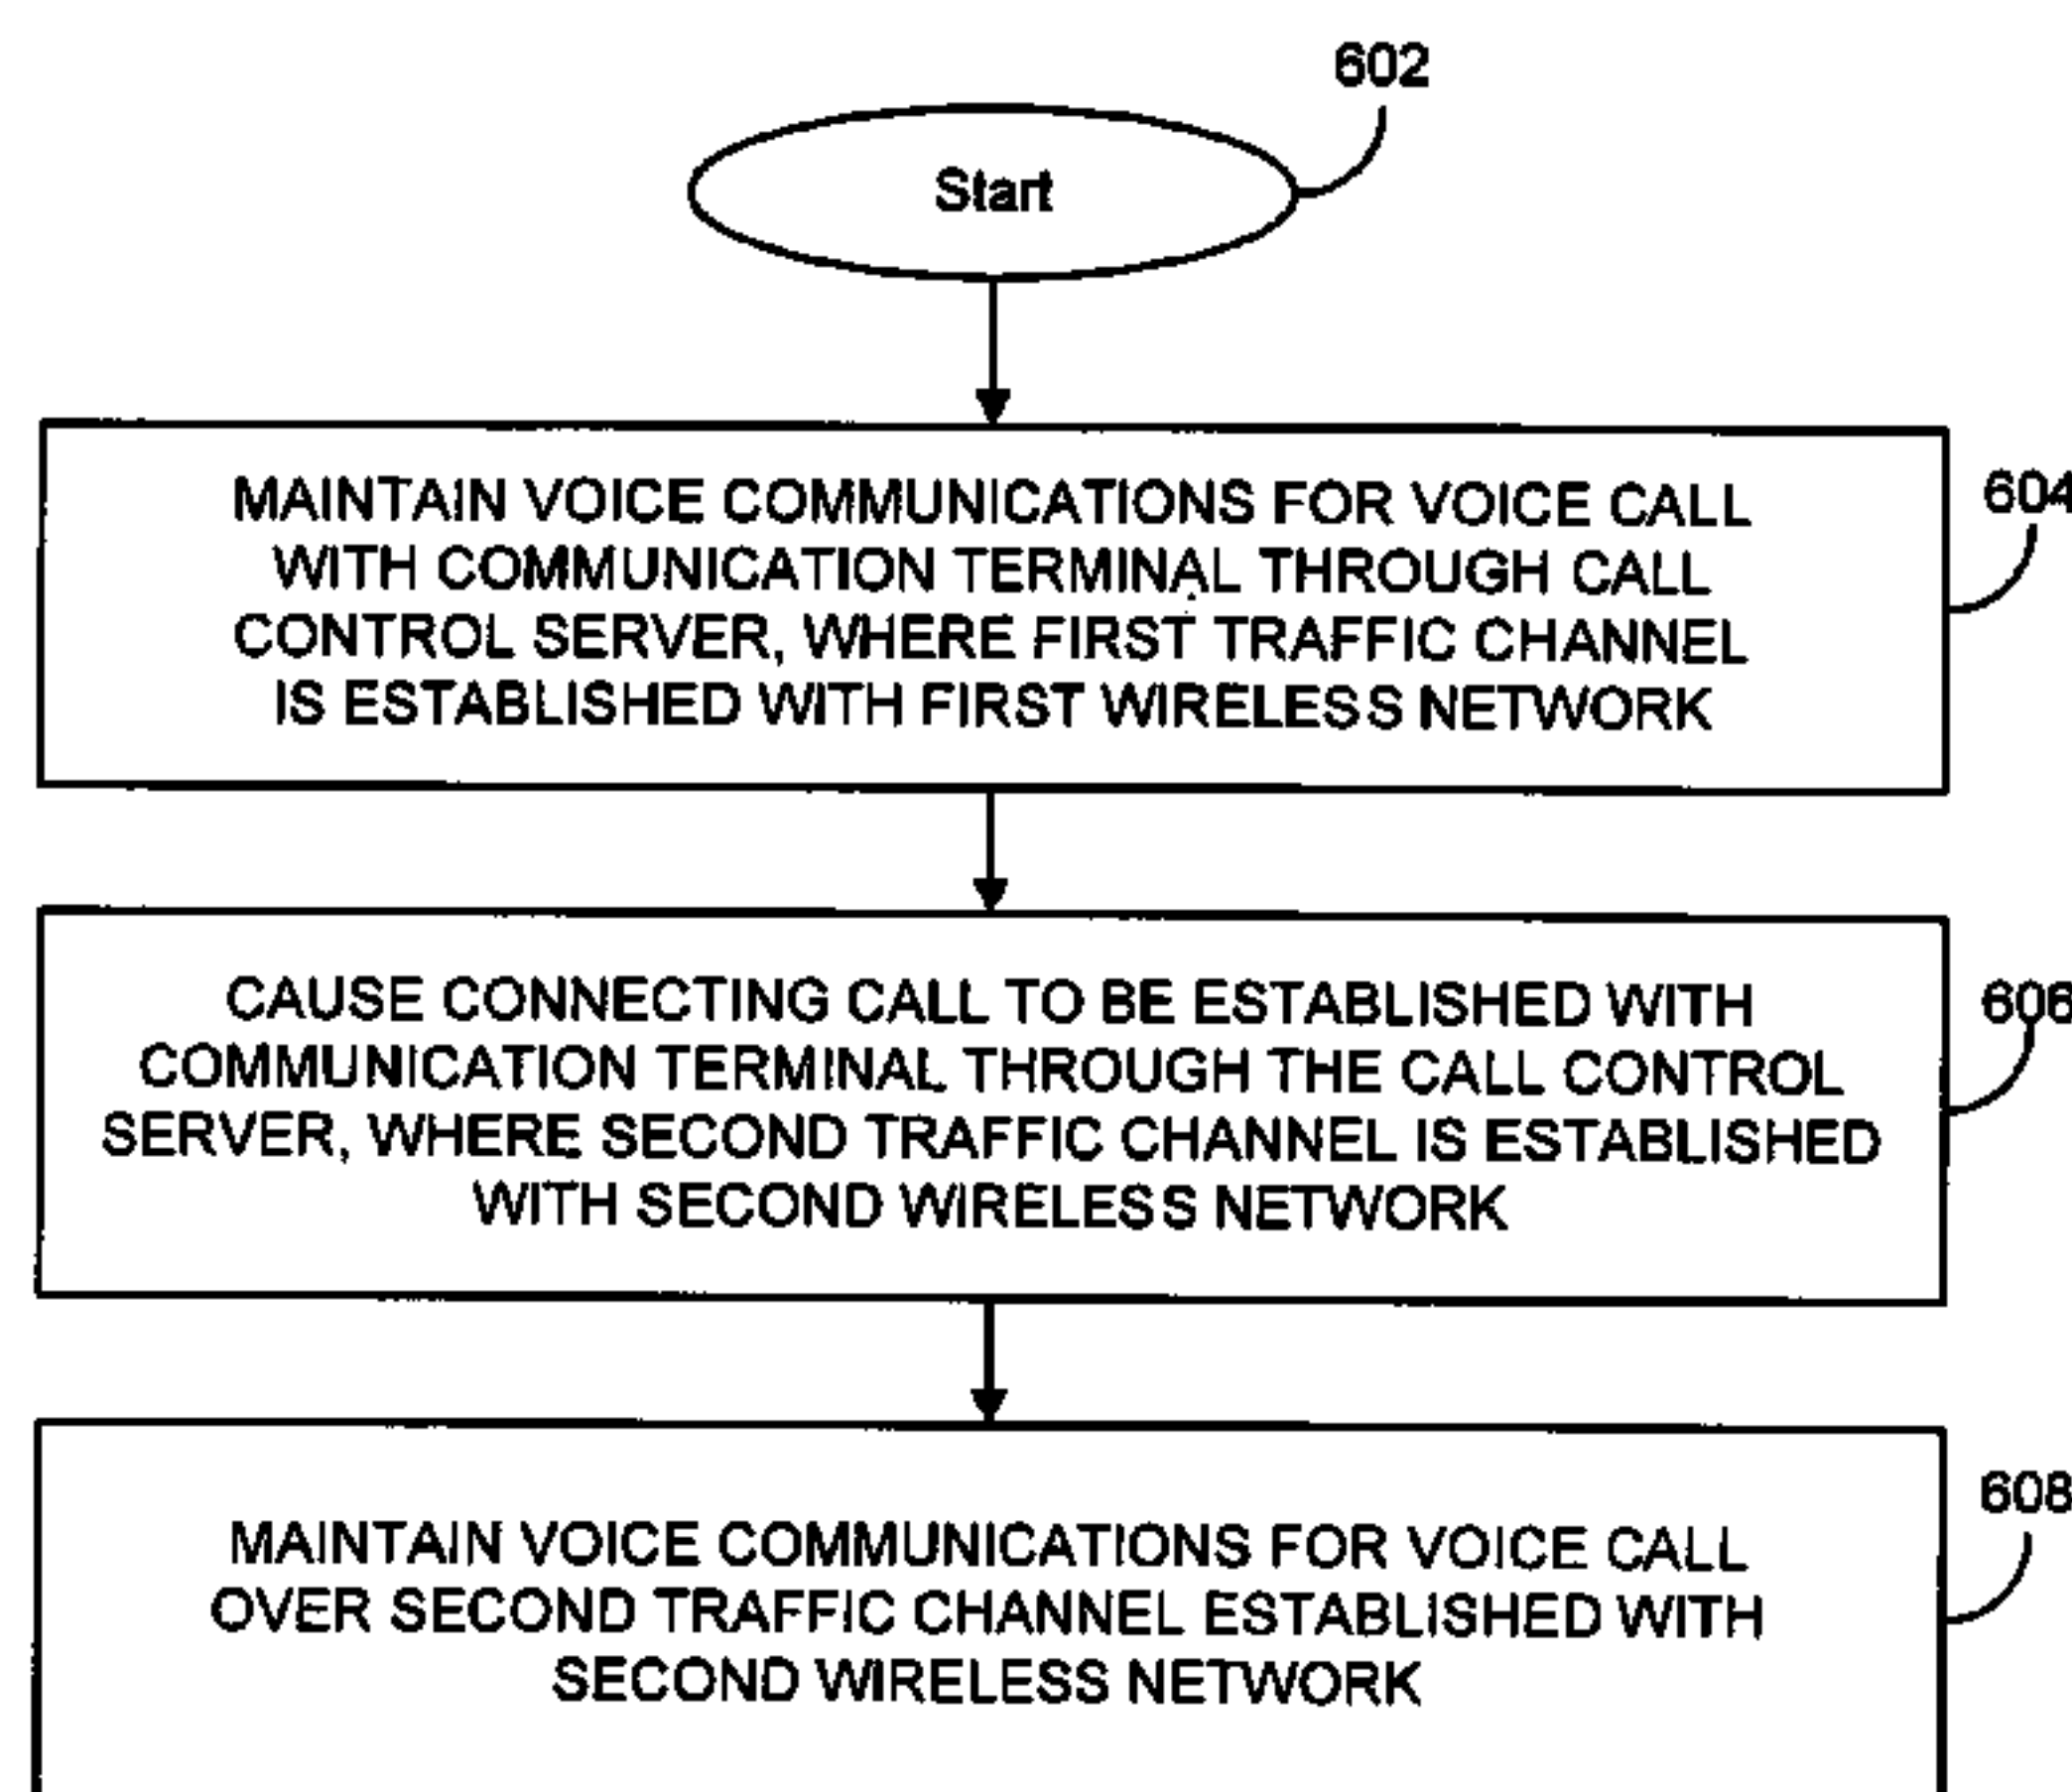 602
Start
MAINTAIN VOICE COMMUNICATIONS FOR VOICE CALL
WITH COMMUNICATION TERMINAL THROUGH CALL
CONTROL SERVER, WHERE FIRST TRAFFIC CHANNEL
IS ESTABLISHED WITH FIRST WIRELESS NETWORK
604
CAUSE CONNECTING CALL TO BE ESTABLISHED WITH
COMMUNICATION TERMINAL THROUGH THE CALL CONTROL
SERVER, WHERE SECOND TRAFFIC CHANNEL IS ESTABLISHED
WITH SECOND WIRELESS NETWORK
606
MAINTAIN VOICE COMMUNICATIONS FOR VOICE CALL
OVER SECOND TRAFFIC CHANNEL ESTABLISHED WITH
SECOND WIRELESS NETWORK
608